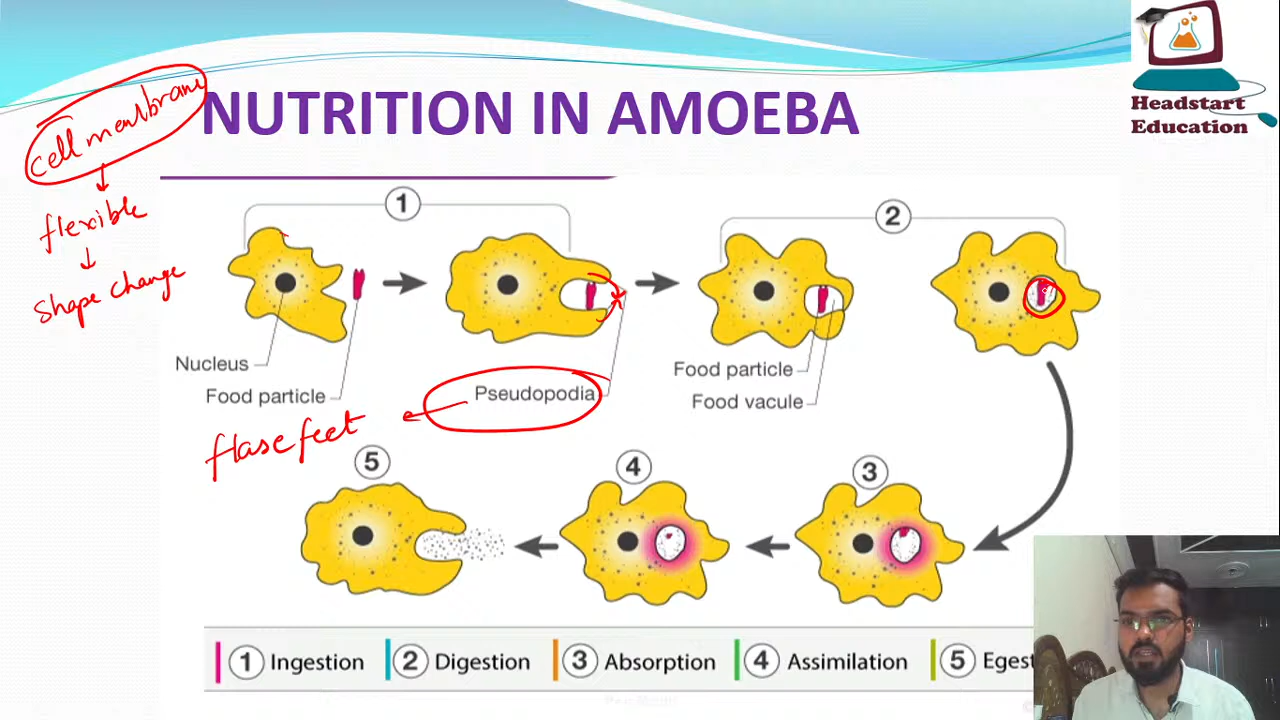 Headstart
Education
NUTRITION IN AMOEBA
cell membrane
flexible
shape change
1
2
Nucleus
Food particle
Pseudopodia
Food particle
Food vacule
flase feet
5
4
3
1 Ingestion
2 Digestion
3 Absorption
4 Assimilation
5 Egest